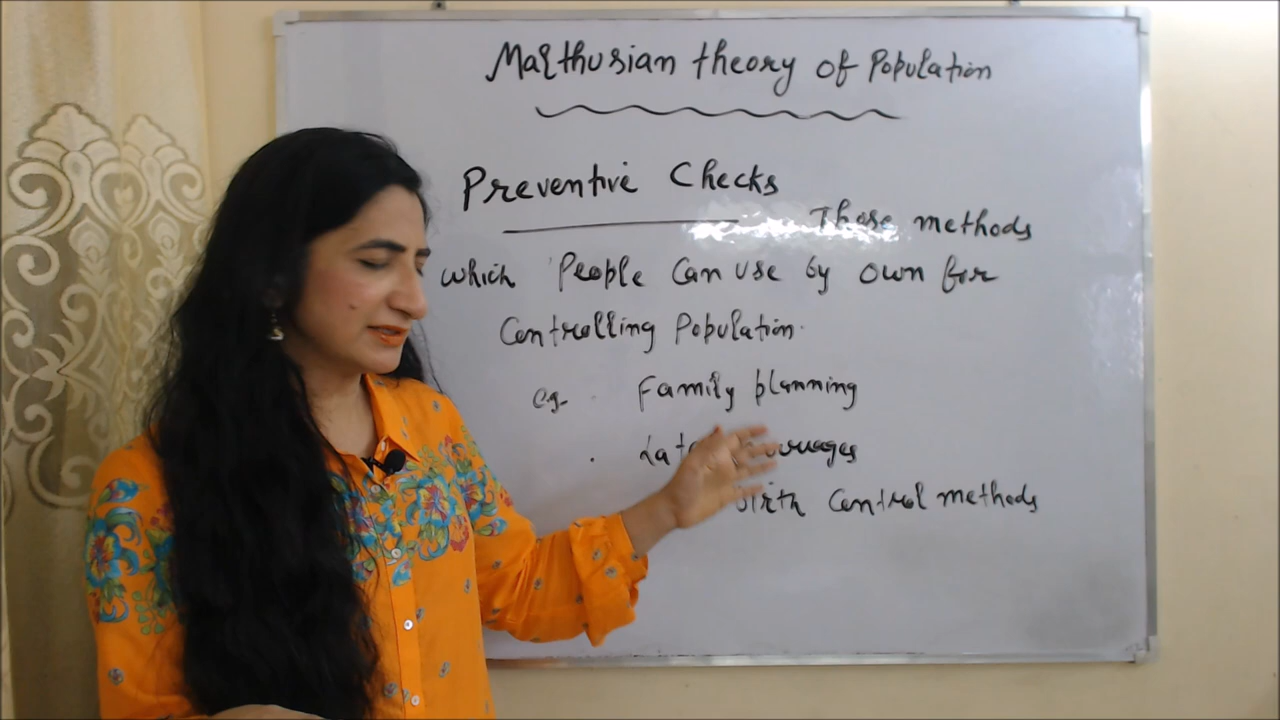 Malthusian theory of Population
Preventive Checks
These methods
which People Can use by own for
Controlling Population.
eg. Family planning
. Late
birth Control methods